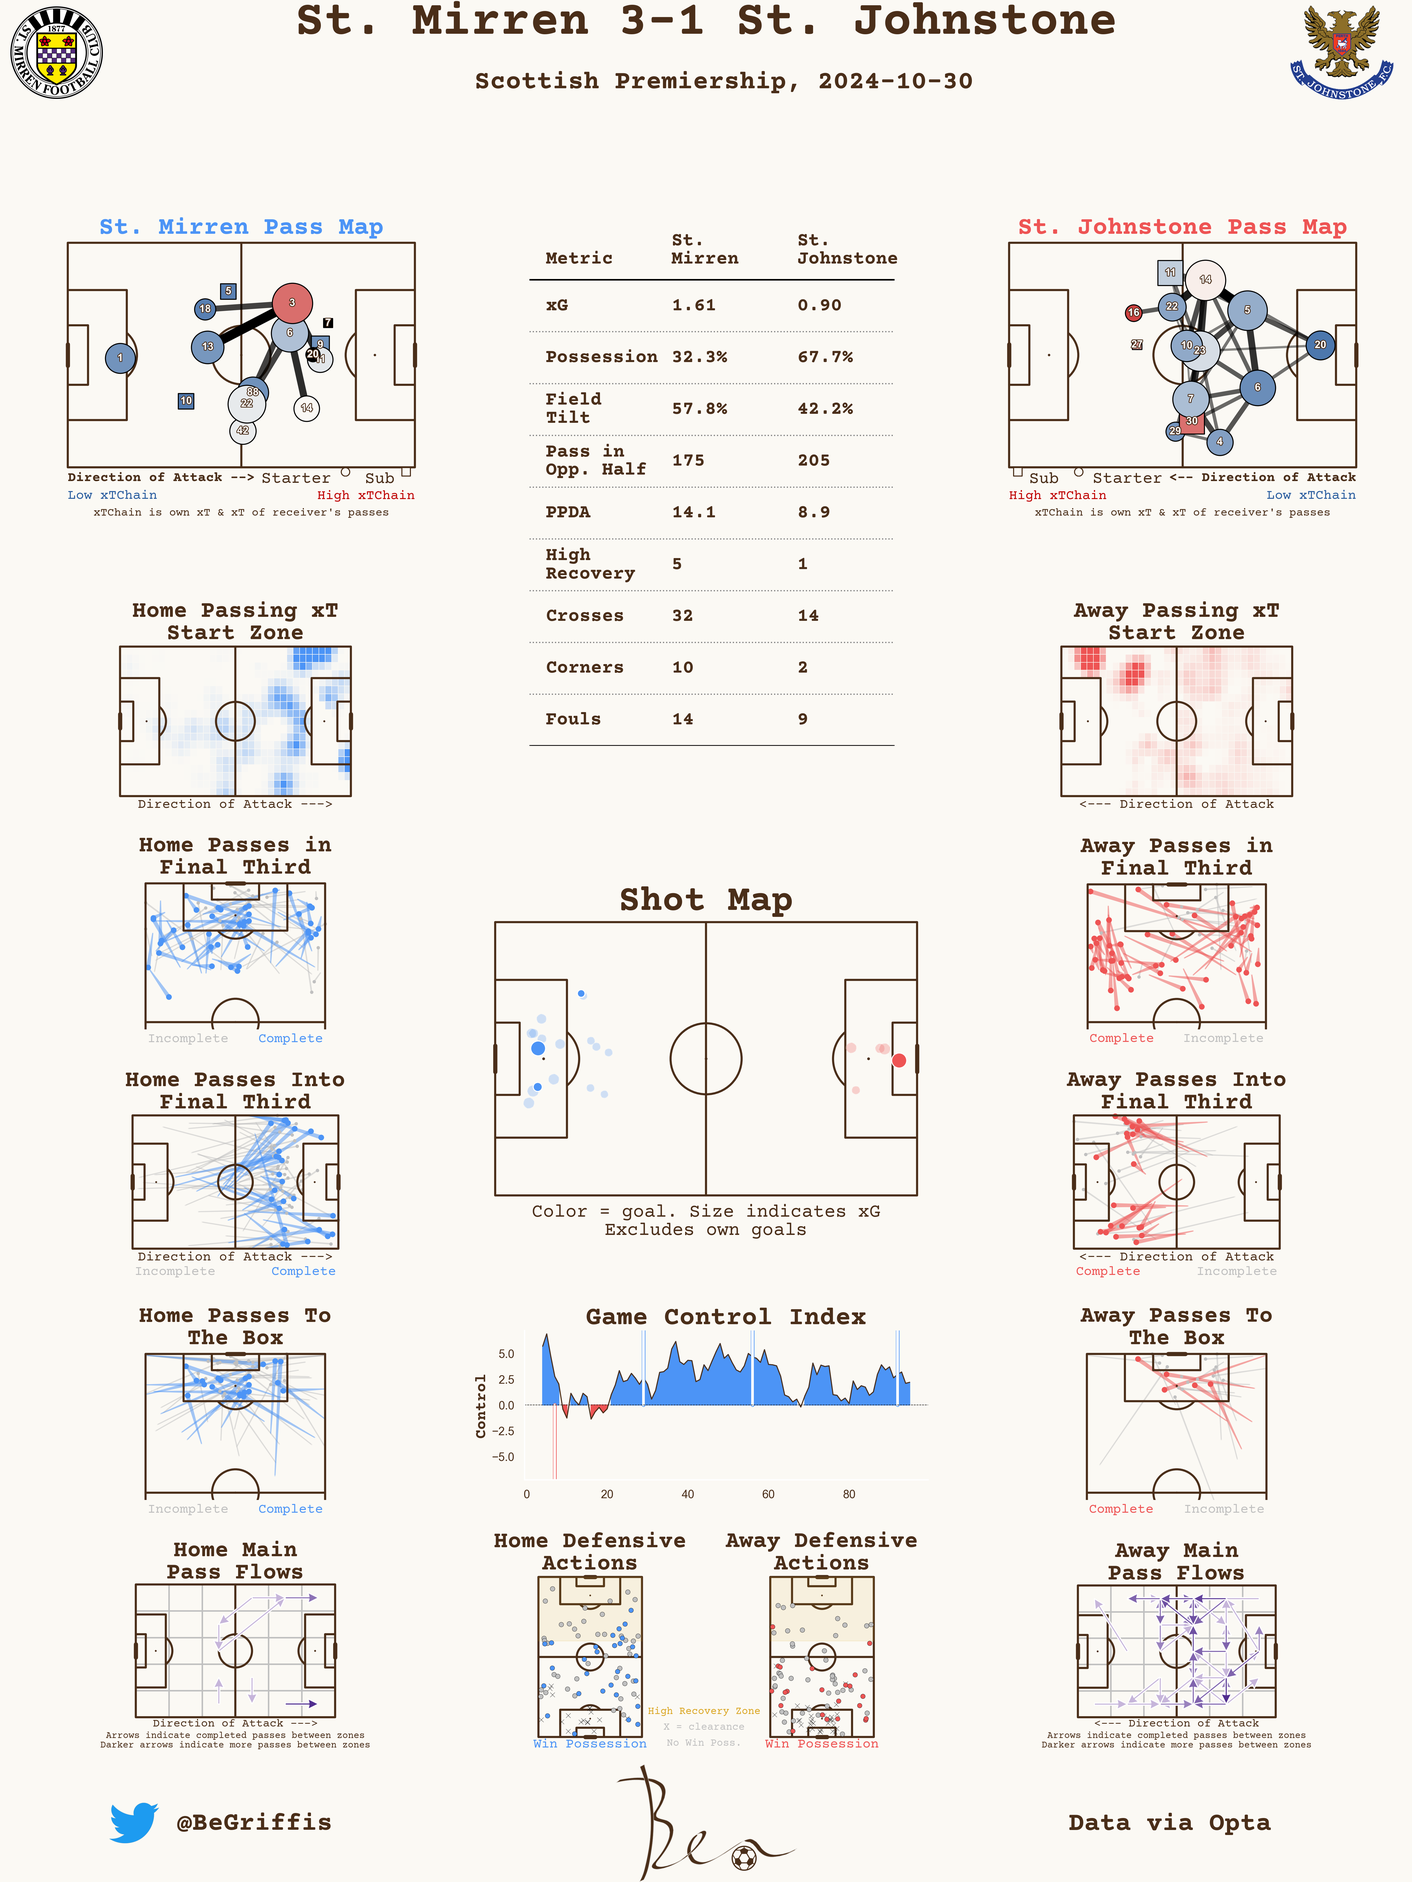 St. Mirren 3-1 St. Johnstone
Scottish Premiership, 2024-10-30
1877
ST. MIRREN FOOTBALL CLUB
ST. JOHNSTONE F.C.
St. Mirren Pass Map
5
18
3
7
6
13
9
20
11
1
88
22
10
14
42
Direction of Attack --> Starter Sub
Low xTChain High xTChain
xTChain is own xT & xT of receiver's passes
Metric St. Mirren St. Johnstone
xG 1.61 0.90
Possession 32.3% 67.7%
Field Tilt 57.8% 42.2%
Pass in Opp. Half 175 205
PPDA 14.1 8.9
High Recovery 5 1
Crosses 32 14
Corners 10 2
Fouls 14 9
St. Johnstone Pass Map
11
14
22
16
5
27
10
23
20
6
7
30
29
4
Sub Starter <-- Direction of Attack
High xTChain Low xTChain
xTChain is own xT & xT of receiver's passes
Home Passing xT
Start Zone
Direction of Attack --->
Away Passing xT
Start Zone
<--- Direction of Attack
Home Passes in
Final Third
Incomplete Complete
Away Passes in
Final Third
Complete Incomplete
Shot Map
Color = goal. Size indicates xG
Excludes own goals
Home Passes Into
Final Third
Direction of Attack --->
Incomplete Complete
Away Passes Into
Final Third
<--- Direction of Attack
Complete Incomplete
Home Passes To
The Box
Incomplete Complete
Game Control Index
Control
5.0
2.5
0.0
−2.5
−5.0
0 20 40 60 80
Away Passes To
The Box
Complete Incomplete
Home Main
Pass Flows
Direction of Attack --->
Arrows indicate completed passes between zones
Darker arrows indicate more passes between zones
Home Defensive
Actions
Win Possession
High Recovery Zone
X = clearance
No Win Poss.
Away Defensive
Actions
Win Possession
Away Main
Pass Flows
<--- Direction of Attack
Arrows indicate completed passes between zones
Darker arrows indicate more passes between zones
@BeGriffis
Ben
Data via Opta